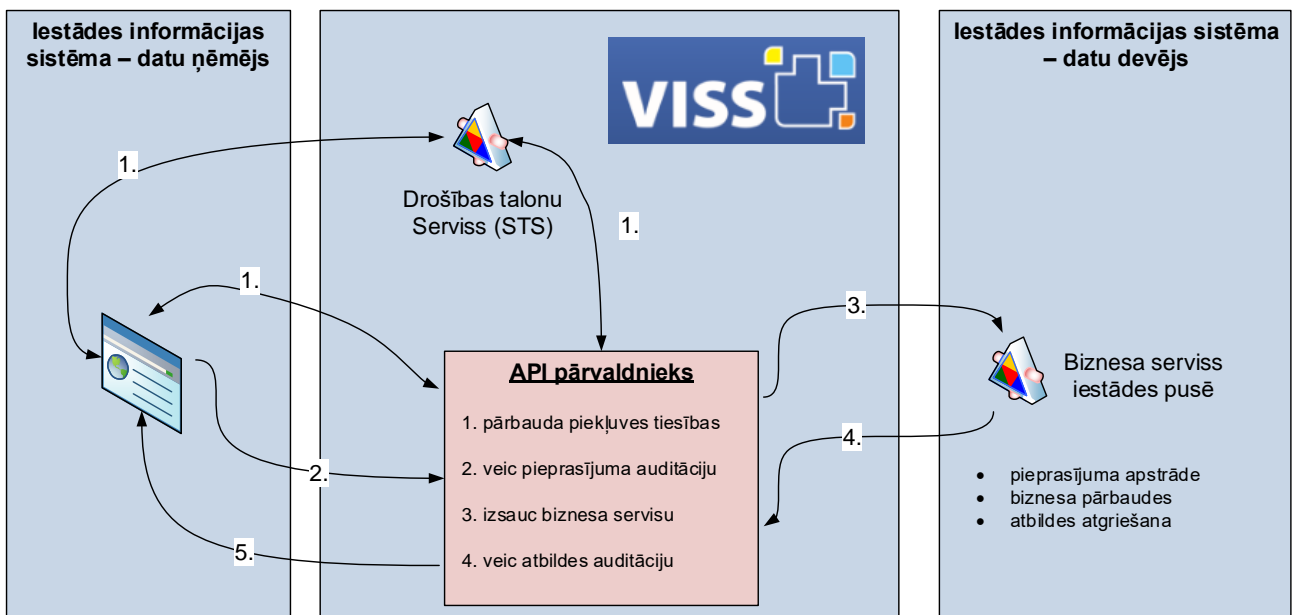 Iestādes informācijas
sistēma – datu ņēmējs
VISS
Iestādes informācijas sistēma
– datu devējs
1.
Drošības talonu
Serviss (STS)
1.
1.
3.
API pārvaldnieks
1. pārbauda piekļuves tiesības
2. veic pieprasījuma auditāciju
3. izsauc biznesa servisu
4. veic atbildes auditāciju
Biznesa serviss
iestādes pusē
4.
2.
• pieprasījuma apstrāde
• biznesa pārbaudes
• atbildes atgriešana
5.